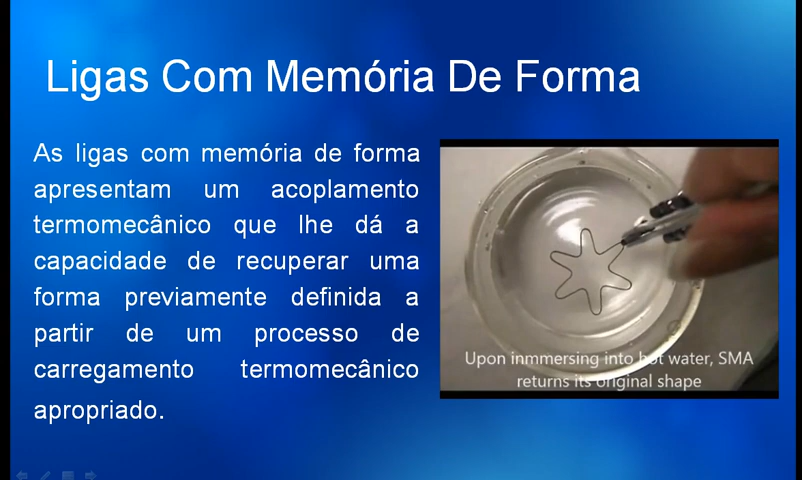 Ligas Com Memória De Forma
As ligas com memória de forma
apresentam um acoplamento
termomecânico que lhe dá a
capacidade de recuperar uma
forma previamente definida a
partir de um processo de
carregamento termomecânico
apropriado.
Upon inmmersing into hot water, SMA
returns its original shape